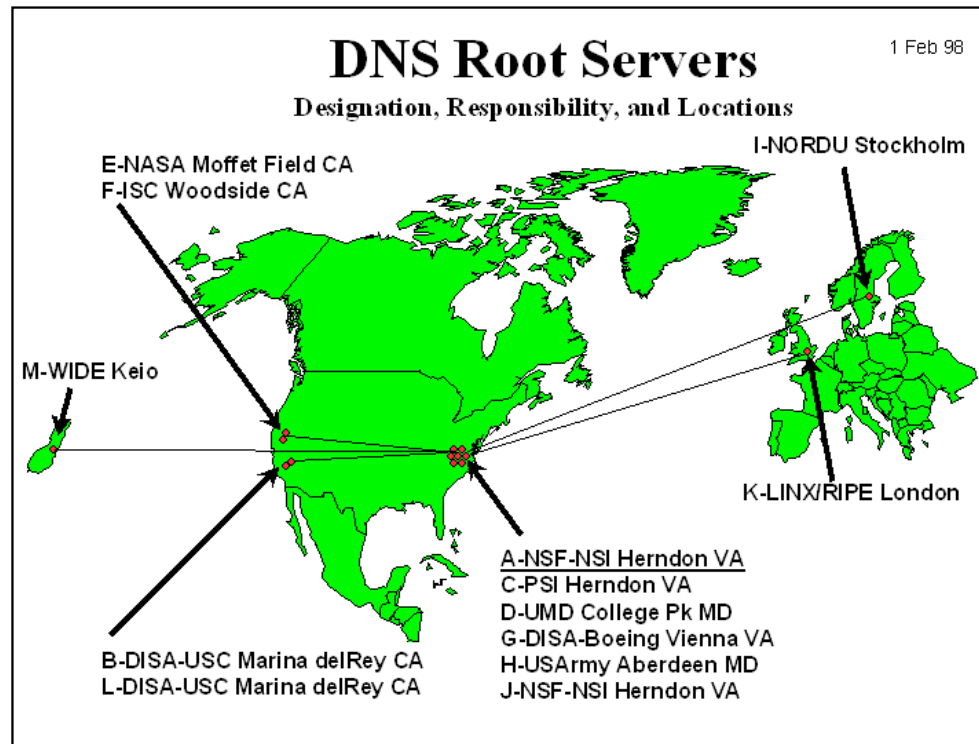 DNS Root Servers
1 Feb 98
Designation, Responsibility, and Locations
I-NORDU Stockholm
E-NASA Moffet Field CA
F-ISC Woodside CA
M-WIDE Keio
K-LINX/RIPE London
A-NSF-NSI Herndon VA
C-PSI Herndon VA
D-UMD College Pk MD
G-DISA-Boeing Vienna VA
H-USArmy Aberdeen MD
J-NSF-NSI Herndon VA
B-DISA-USC Marina delRey CA
L-DISA-USC Marina delRey CA